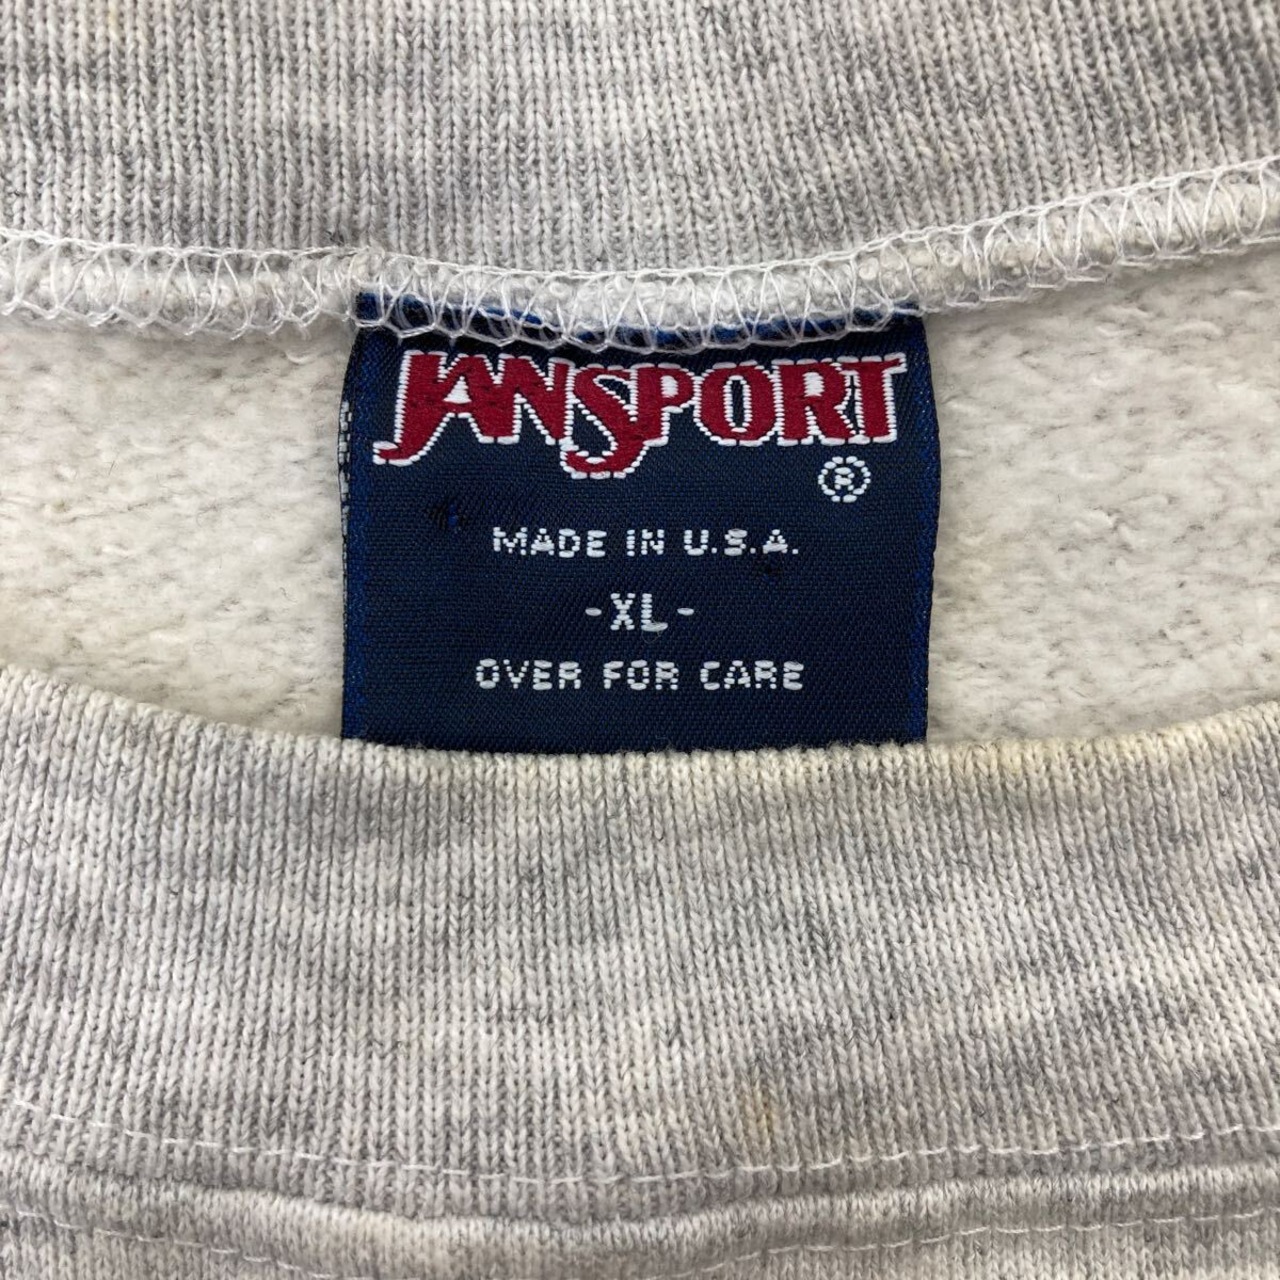 JANSPORT
®
MADE IN U.S.A.
-XL-
OVER FOR CARE